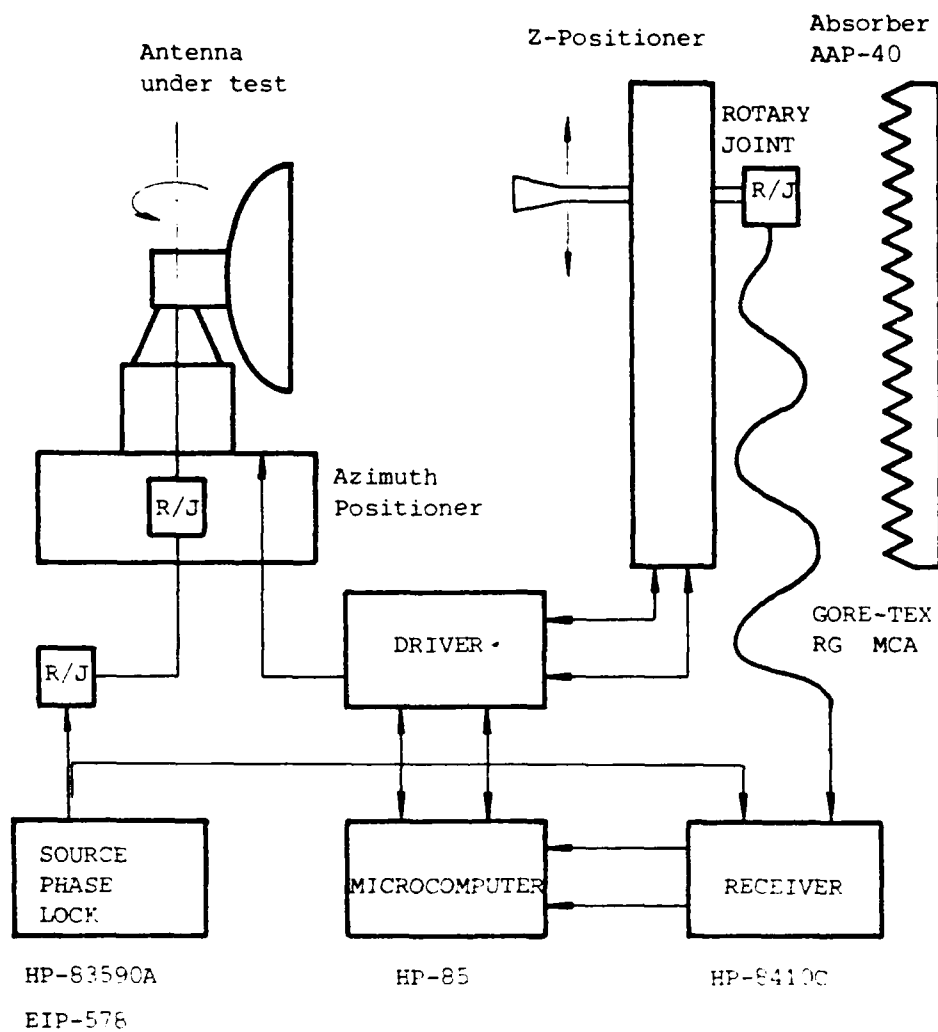 Antenna
under test
Z-Positioner
Absorber
AAP-40
ROTARY
JOINT
R/J
R/J
Azimuth
Positioner
DRIVER
GORE-TEX
RG MCA
R/J
SOURCE
PHASE
LOCK
MICROCOMPUTER
RECEIVER
HP-83590A
EIP-578
HP-85
HP-8410C